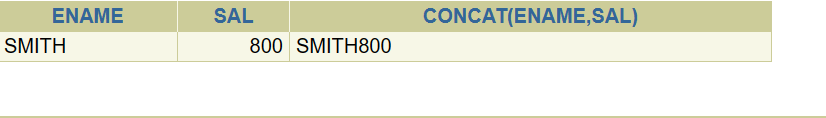 ENAME SAL CONCAT(ENAME,SAL)
SMITH 800 SMITH800